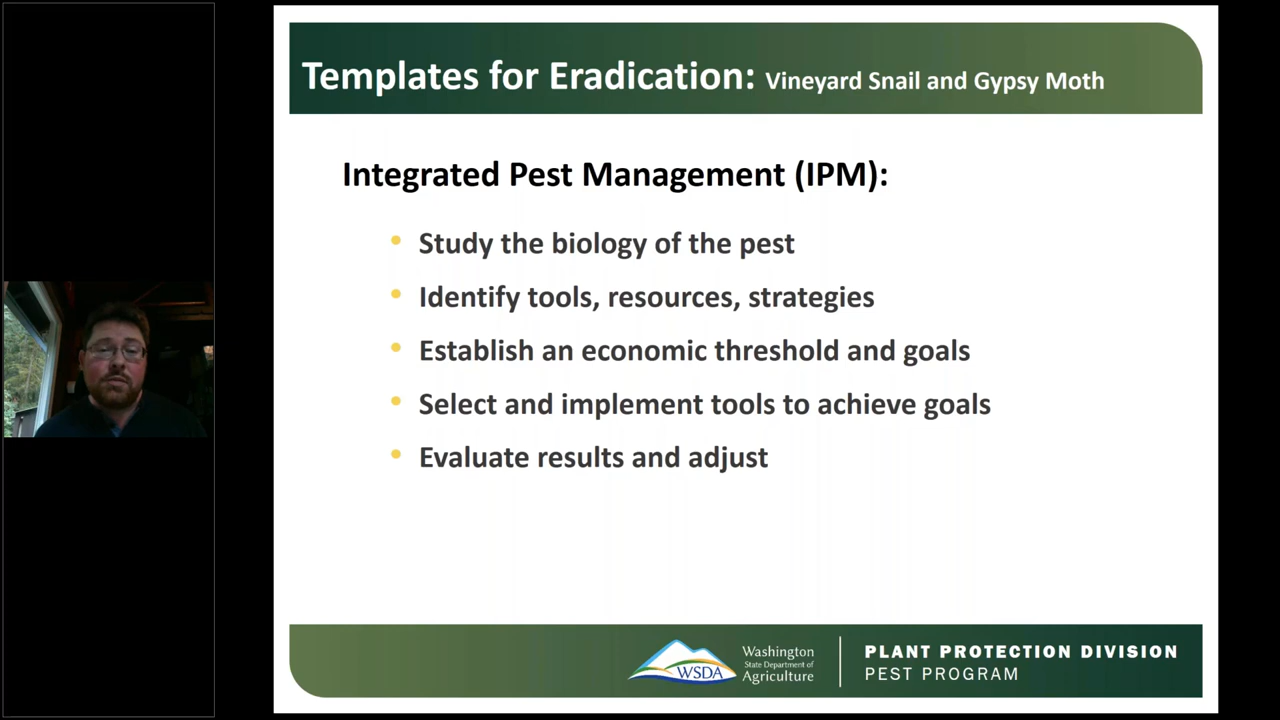 Templates for Eradication: Vineyard Snail and Gypsy Moth
Integrated Pest Management (IPM):
• Study the biology of the pest
• Identify tools, resources, strategies
• Establish an economic threshold and goals
• Select and implement tools to achieve goals
• Evaluate results and adjust
WSDA
Washington
State Department of
Agriculture
PLANT PROTECTION DIVISION
PEST PROGRAM